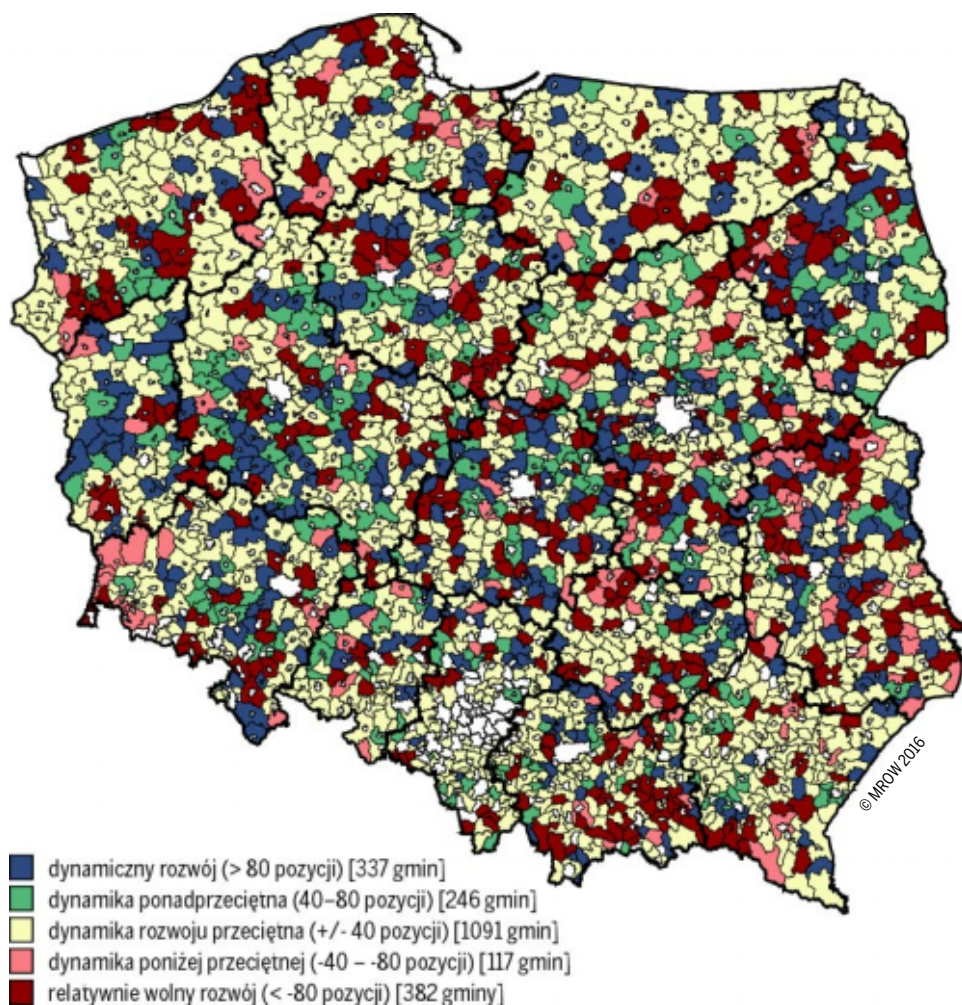 © MROW 2016
dynamiczny rozwój (> 80 pozycji) [337 gmin]
dynamika ponadprzeciętna (40–80 pozycji) [246 gmin]
dynamika rozwoju przeciętna (+/- 40 pozycji) [1091 gmin]
dynamika poniżej przeciętnej (-40 – -80 pozycji) [117 gmin]
relatywnie wolny rozwój (< -80 pozycji) [382 gminy]